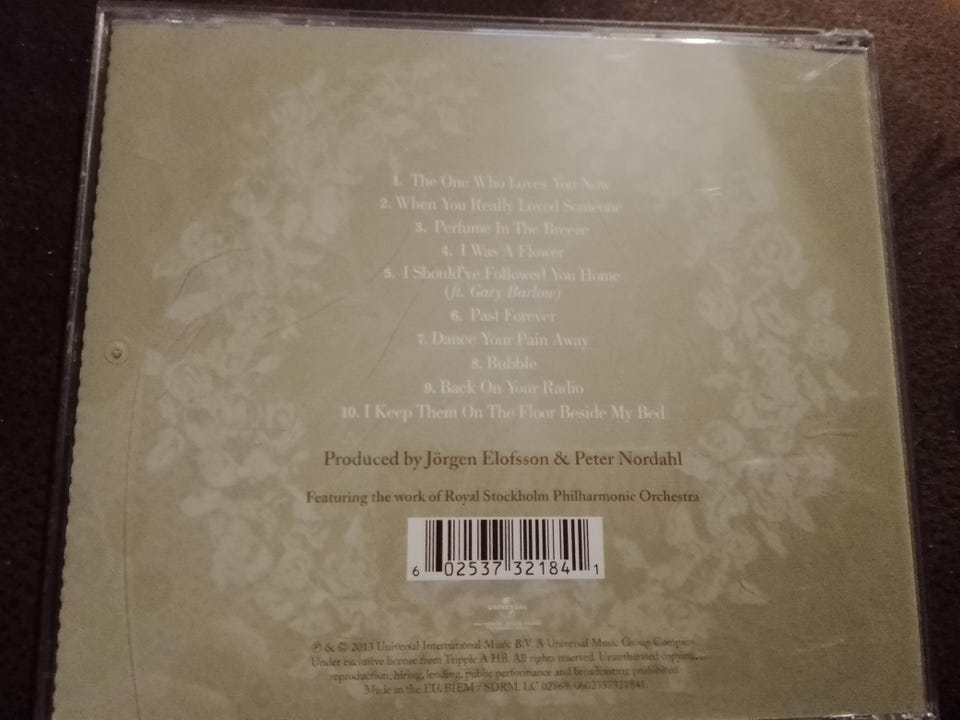 1. The One Who Loves You Now
2. When You Really Loved Someone
3. Perfume In The Breeze
4. I Was A Flower
5. I Should've Followed You Home
(ft. Gary Barlow)
6. Past Forever
7. Dance Your Pain Away
8. Bubble
9. Back On Your Radio
10. I Keep Them On The Floor Beside My Bed
Produced by Jörgen Elofsson & Peter Nordahl
Featuring the work of Royal Stockholm Philharmonic Orchestra
6 02537 32184 1
UNIVERSAL
℗ & © 2013 Universal International Music B.V. A Universal Music Group Company.
Under exclusive license from Tripple A H.B. All rights reserved. Unauthorised
reproduction, hiring, lending, public performance and broadcasting prohibited.
Made in the EU. BIEM / SDRM. LC 02969. 0602537321841.